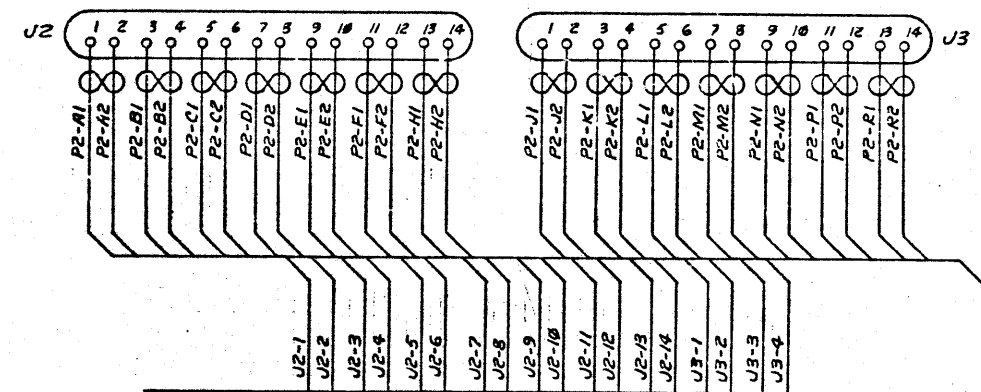 J2 1 2 3 4 5 6 7 8 9 10 11 12 13 14
1 2 3 4 5 6 7 8 9 10 11 12 13 14 J3
P2-A1
P2-A2
P2-B1
P2-B2
P2-C1
P2-C2
P2-D1
P2-D2
P2-E1
P2-E2
P2-F1
P2-F2
P2-H1
P2-H2
P2-J1
P2-J2
P2-K1
P2-K2
P2-L1
P2-L2
P2-M1
P2-M2
P2-N1
P2-N2
P2-P1
P2-P2
P2-R1
P2-R2
J2-1
J2-2
J2-3
J2-4
J2-5
J2-6
J2-7
J2-8
J2-9
J2-10
J2-11
J2-12
J2-13
J2-14
J3-1
J3-2
J3-3
J3-4